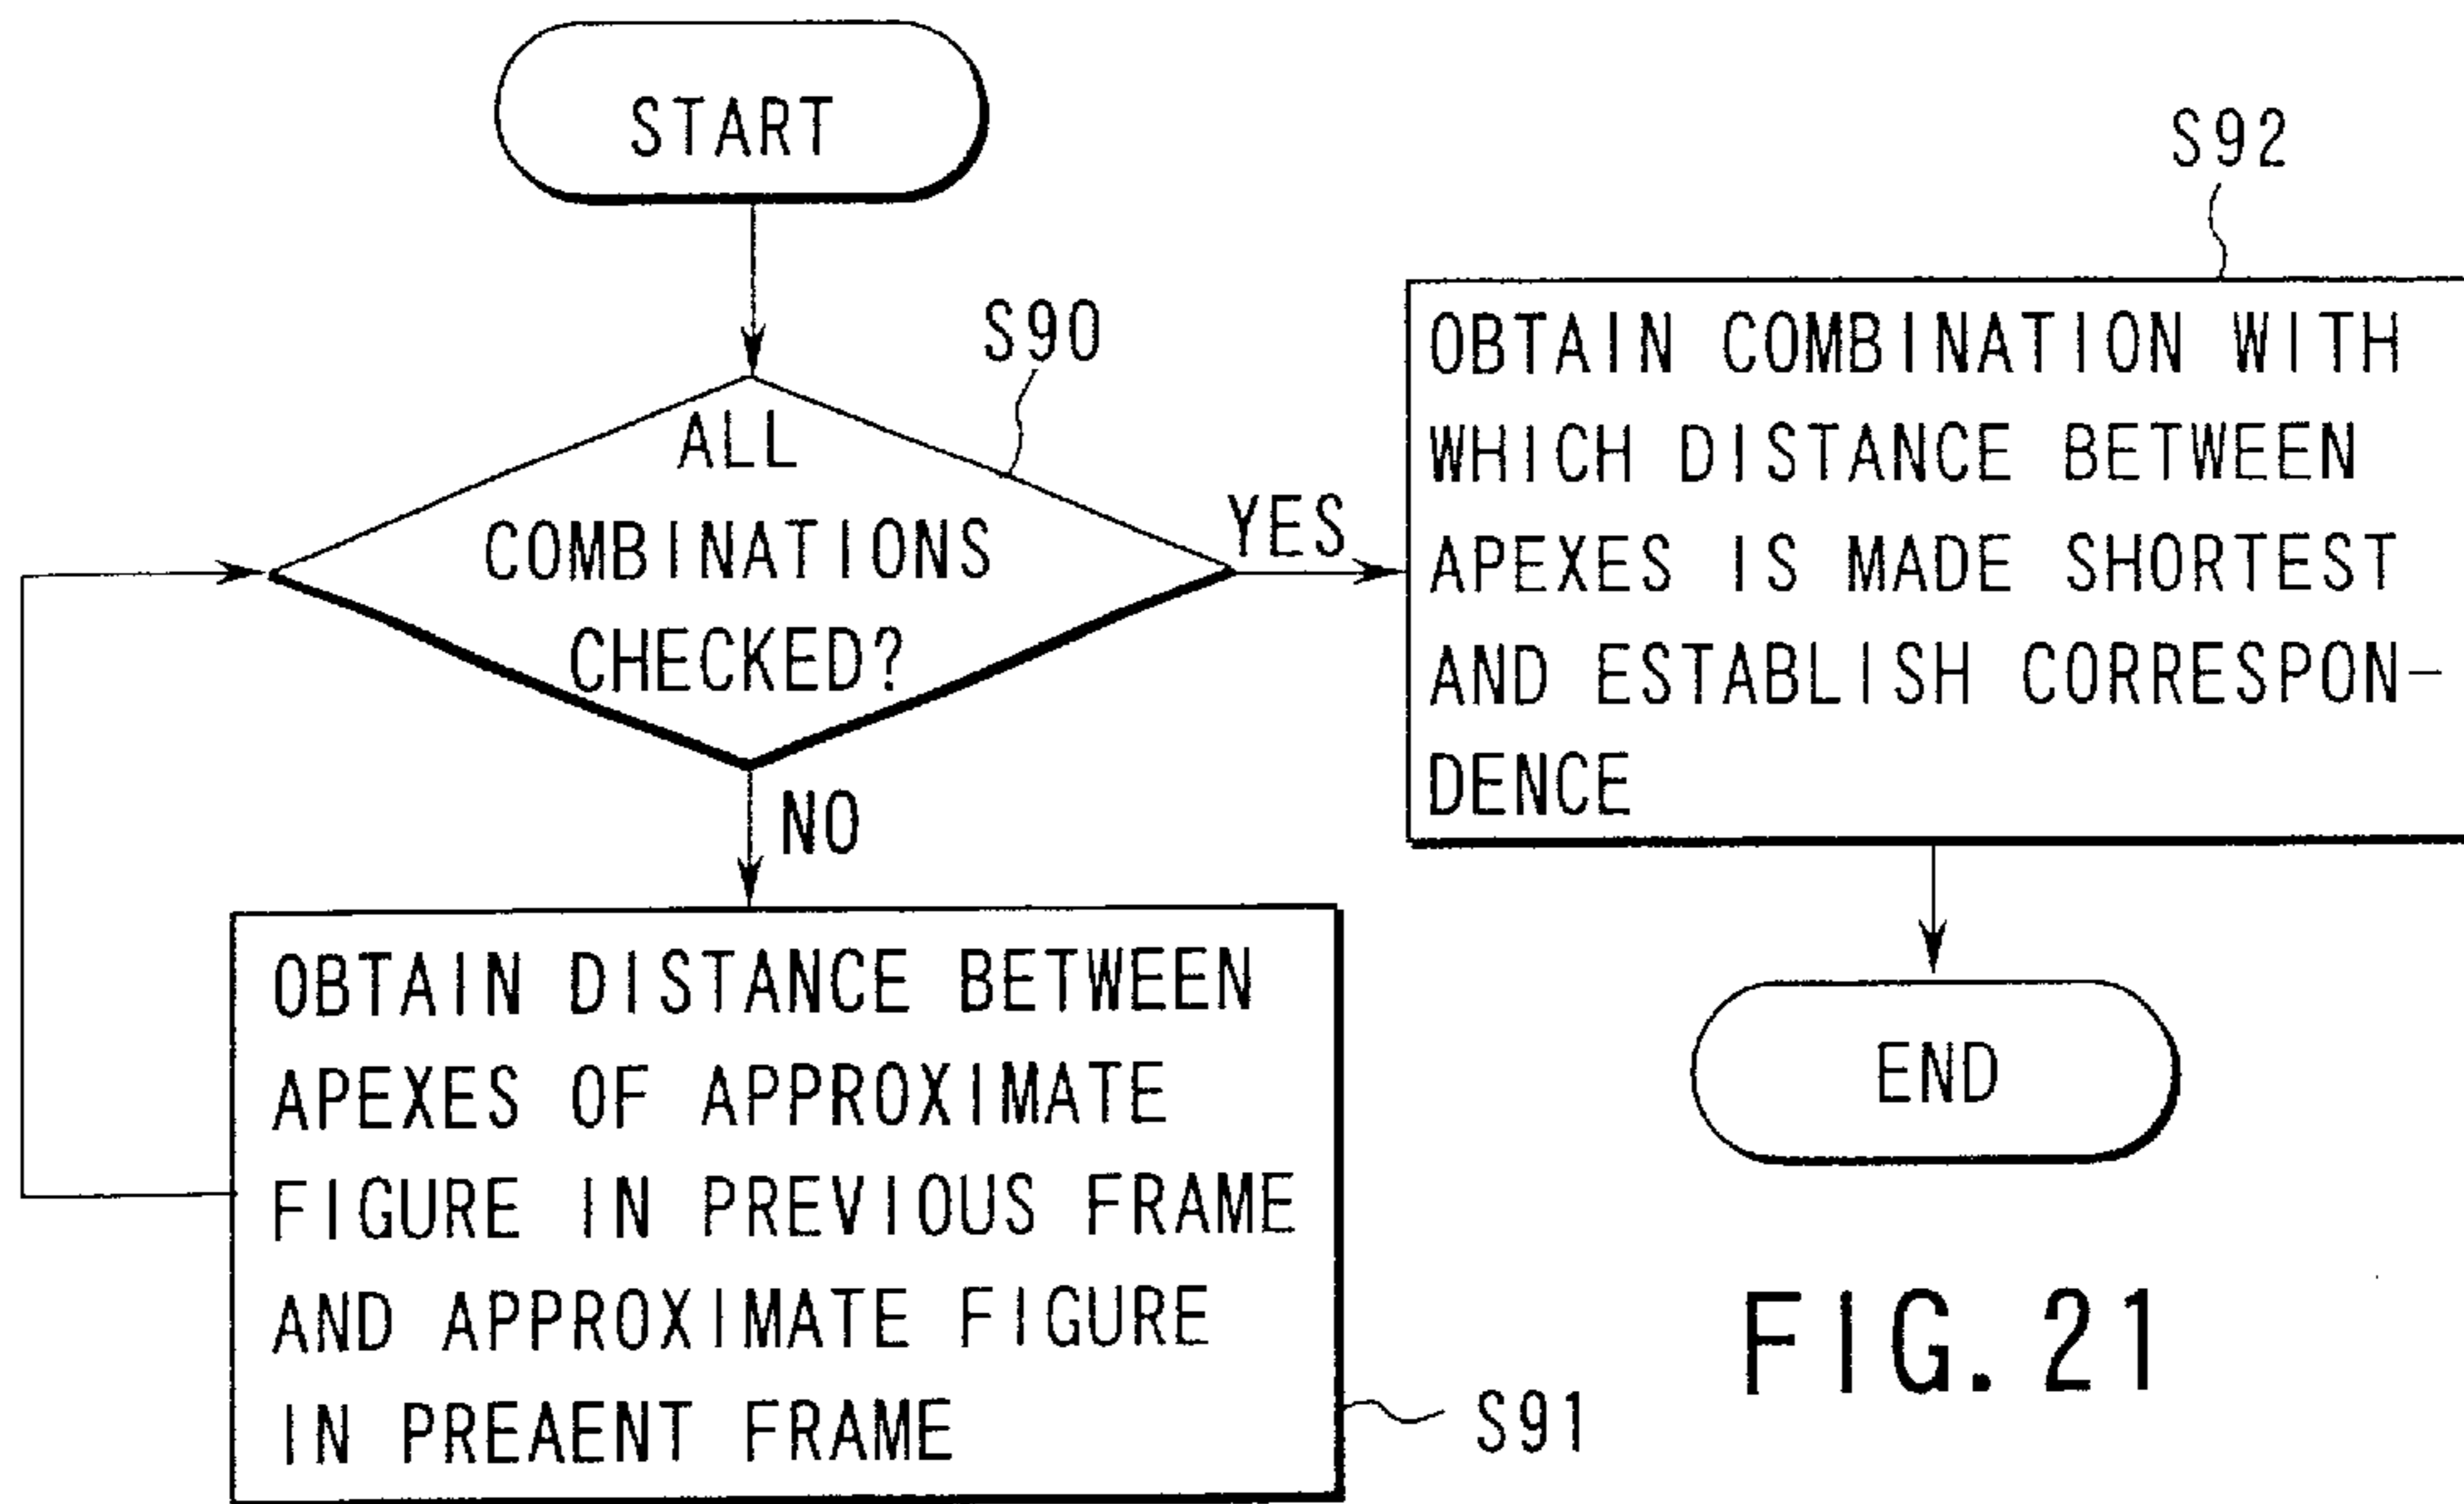 START
S90
ALL
COMBINATIONS
CHECKED?
YES
NO
S92
OBTAIN COMBINATION WITH
WHICH DISTANCE BETWEEN
APEXES IS MADE SHORTEST
AND ESTABLISH CORRESPON-
DENCE
OBTAIN DISTANCE BETWEEN
APEXES OF APPROXIMATE
FIGURE IN PREVIOUS FRAME
AND APPROXIMATE FIGURE
IN PREAENT FRAME
S91
END
FIG. 21